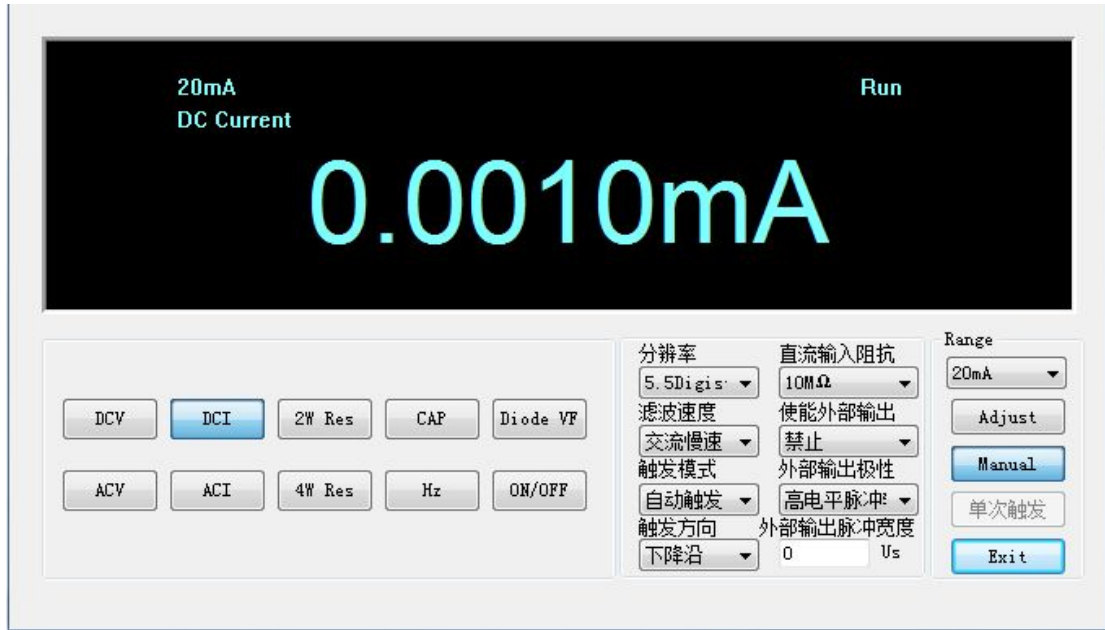 20mA
Run
DC Current
0.0010mA
DCV
DCI
2W Res
CAP
Diode VF
ACV
ACI
4W Res
Hz
ON/OFF
分辨率
直流输入阻抗
5.5Digis
10MΩ
滤波速度
使能外部输出
交流慢速
禁止
触发模式
外部输出极性
自动触发
高电平脉冲
触发方向
外部输出脉冲宽度
下降沿
0
Us
Range
20mA
Adjust
Manual
单次触发
Exit